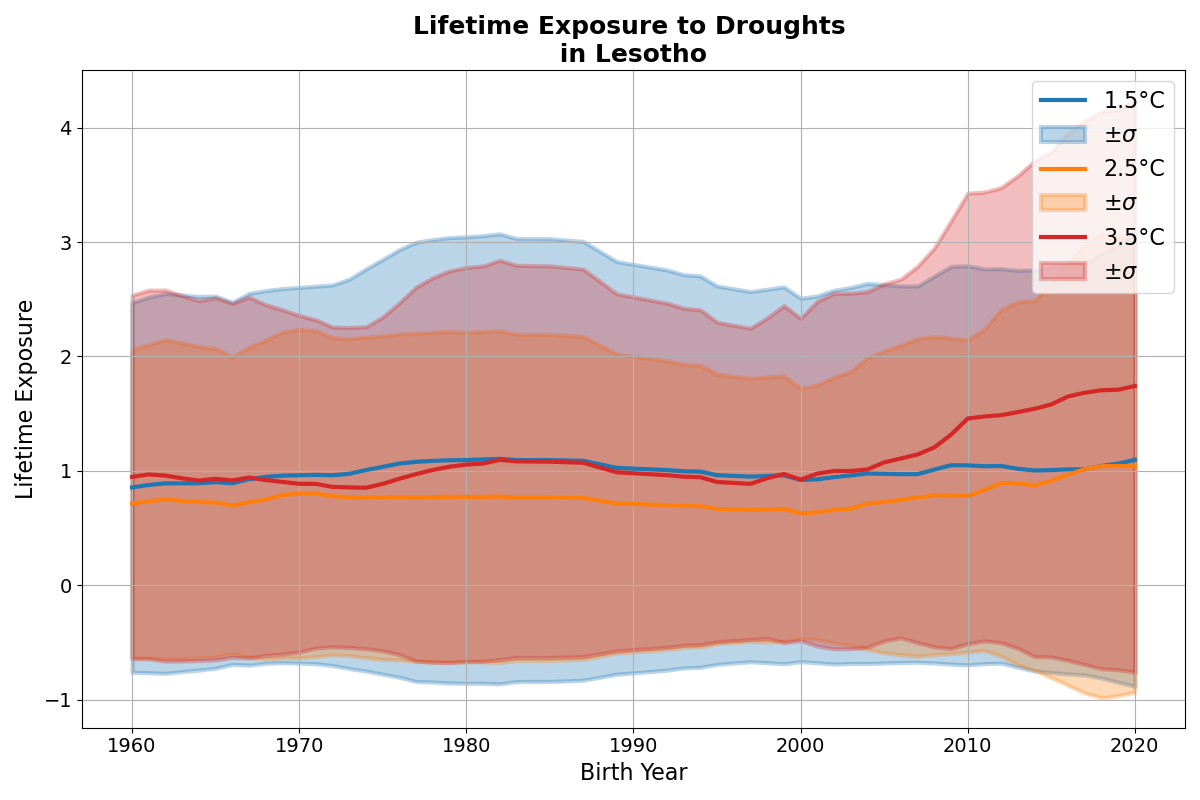 Lifetime Exposure to Droughts
in Lesotho
1.5°C
±σ
2.5°C
±σ
3.5°C
±σ
Lifetime Exposure
4
3
2
1
0
−1
1960
1970
1980
1990
2000
2010
2020
Birth Year